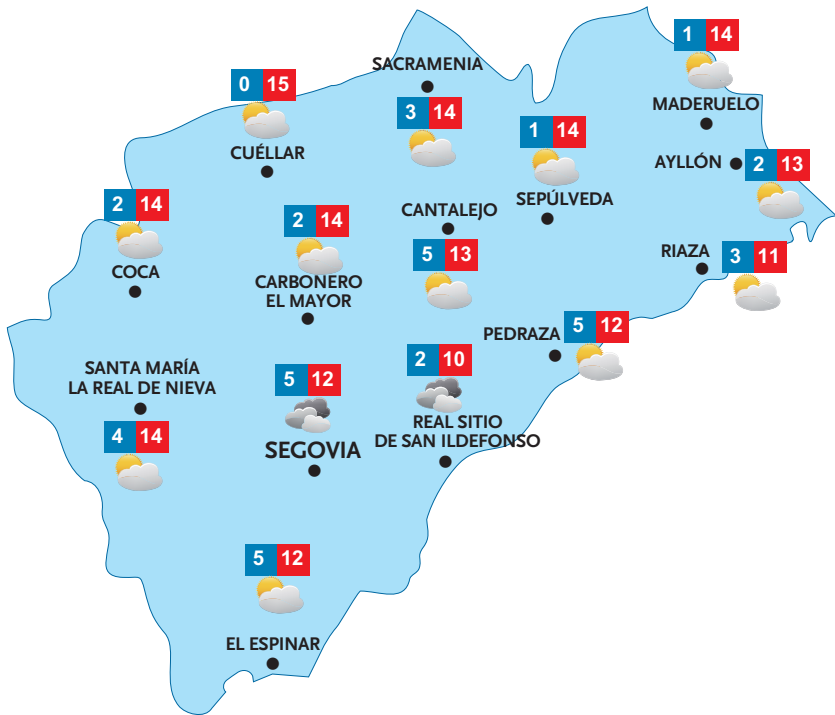 1 14
SACRAMENIA
0 15
MADERUELO
3 14
1 14
CUÉLLAR
AYLLÓN
2 13
2 14
SEPÚLVEDA
CANTALEJO
2 14
5 13
RIAZA
3 11
COCA
CARBONERO
EL MAYOR
5 12
PEDRAZA
2 10
SANTA MARÍA
LA REAL DE NIEVA
5 12
REAL SITIO
DE SAN ILDEFONSO
4 14
SEGOVIA
5 12
EL ESPINAR